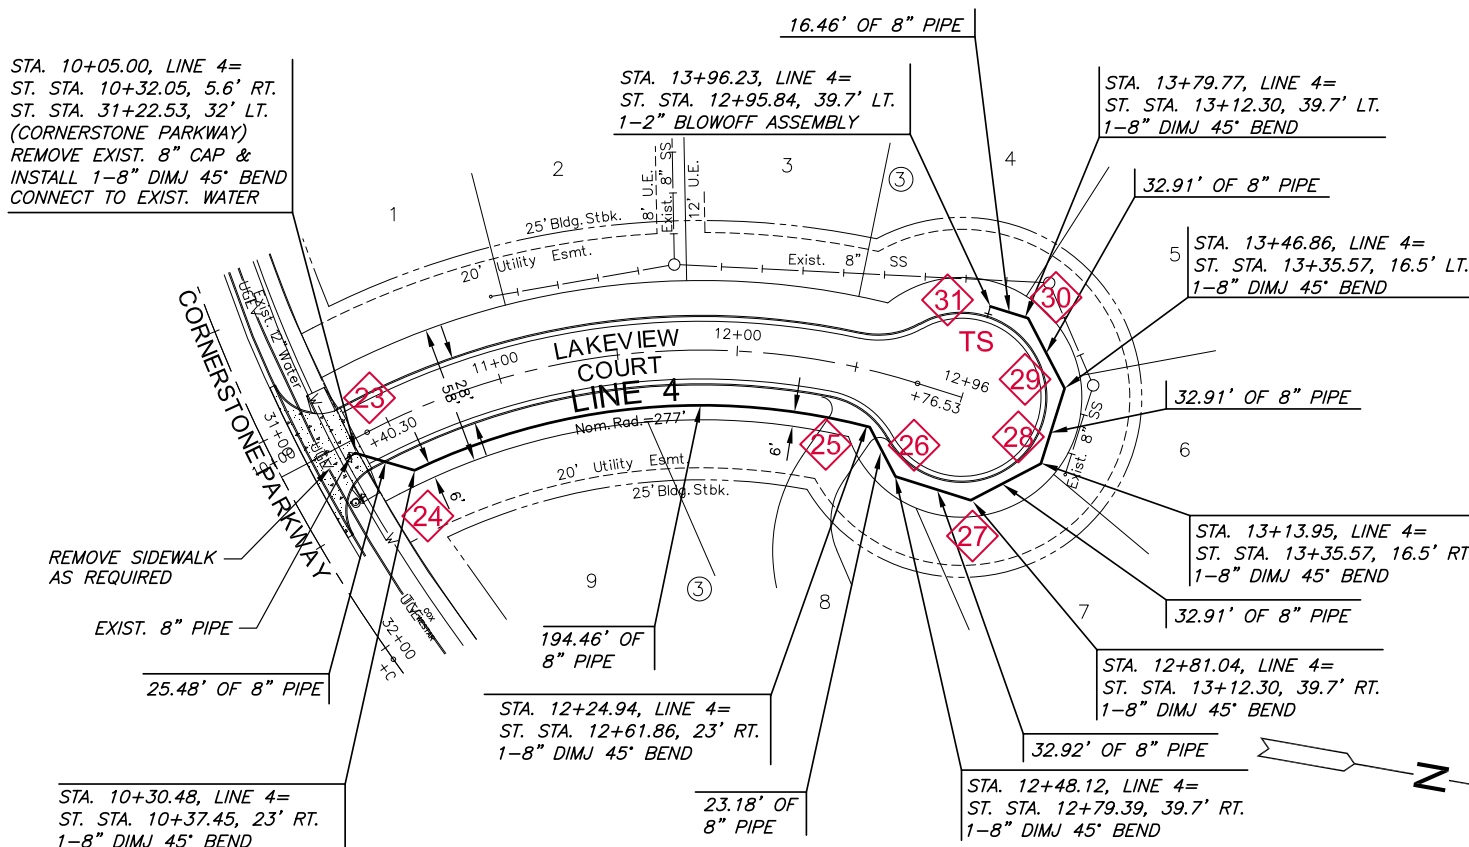 16.46' OF 8" PIPE
STA. 10+05.00, LINE 4=
ST. STA. 10+32.05, 5.6' RT.
ST. STA. 31+22.53, 32' LT.
(CORNERSTONE PARKWAY)
REMOVE EXIST. 8" CAP &
INSTALL 1-8" DIMJ 45° BEND
CONNECT TO EXIST. WATER
STA. 13+96.23, LINE 4=
ST. STA. 12+95.84, 39.7' LT.
1-2" BLOWOFF ASSEMBLY
STA. 13+79.77, LINE 4=
ST. STA. 13+12.30, 39.7' LT.
1-8" DIMJ 45° BEND
32.91' OF 8" PIPE
STA. 13+46.86, LINE 4=
ST. STA. 13+35.57, 16.5' LT.
1-8" DIMJ 45° BEND
1
2
3
3
4
5
6
7
8
9
3
25' Bldg. Stbk.
20' Utility Esmt.
8' U.E.
Exist. 8" SS
12' U.E.
Exist. 8" SS
CORNERSTONE PARKWAY
UGEV
Exist. 12" Water
W
31+00
+40.30
11+00
12+00
12+96
+76.53
28'
58'
LAKEVIEW
COURT
LINE 4
Nom. Rad.=277'
TS
23
24
25
26
27
28
29
30
31
6'
6'
20' Utility Esmt.
25' Bldg. Stbk.
Exist. 8" SS
32.91' OF 8" PIPE
STA. 13+13.95, LINE 4=
ST. STA. 13+35.57, 16.5' RT
1-8" DIMJ 45° BEND
32.91' OF 8" PIPE
REMOVE SIDEWALK
AS REQUIRED
EXIST. 8" PIPE
W
COX
32+00
+C
25.48' OF 8" PIPE
194.46' OF
8" PIPE
STA. 12+81.04, LINE 4=
ST. STA. 13+12.30, 39.7' RT.
1-8" DIMJ 45° BEND
STA. 12+24.94, LINE 4=
ST. STA. 12+61.86, 23' RT.
1-8" DIMJ 45° BEND
32.92' OF 8" PIPE
STA. 10+30.48, LINE 4=
ST. STA. 10+37.45, 23' RT.
1-8" DIMJ 45° BEND
23.18' OF
8" PIPE
STA. 12+48.12, LINE 4=
ST. STA. 12+79.39, 39.7' RT.
1-8" DIMJ 45° BEND
N